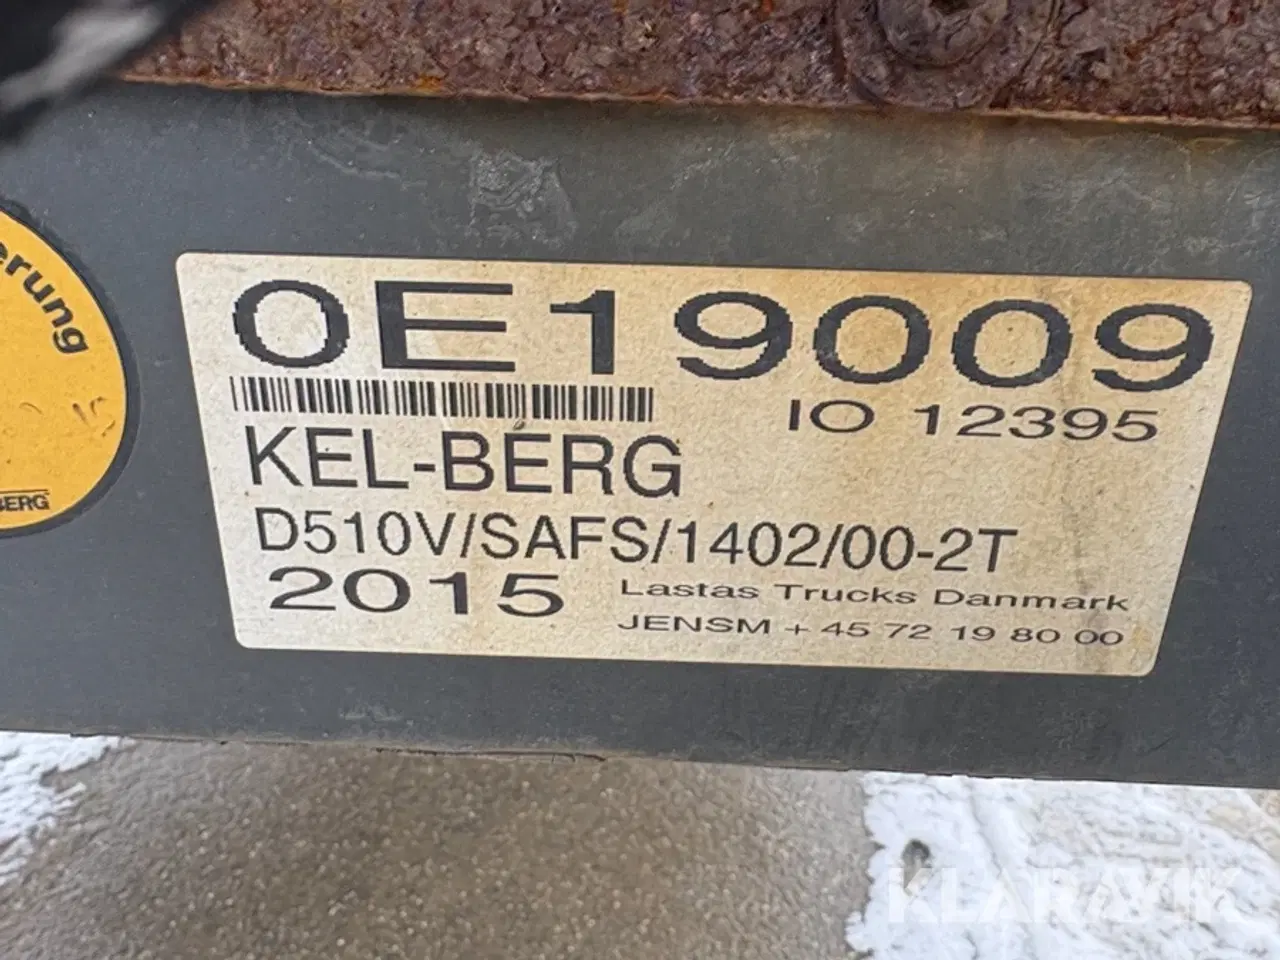 0E19009
IO 12395
KEL-BERG
D510V/SAFS/1402/00-2T
2015
Lastas Trucks Danmark
JENSM + 45 72 19 80 00
erung
15
BERG
KLARAVIK